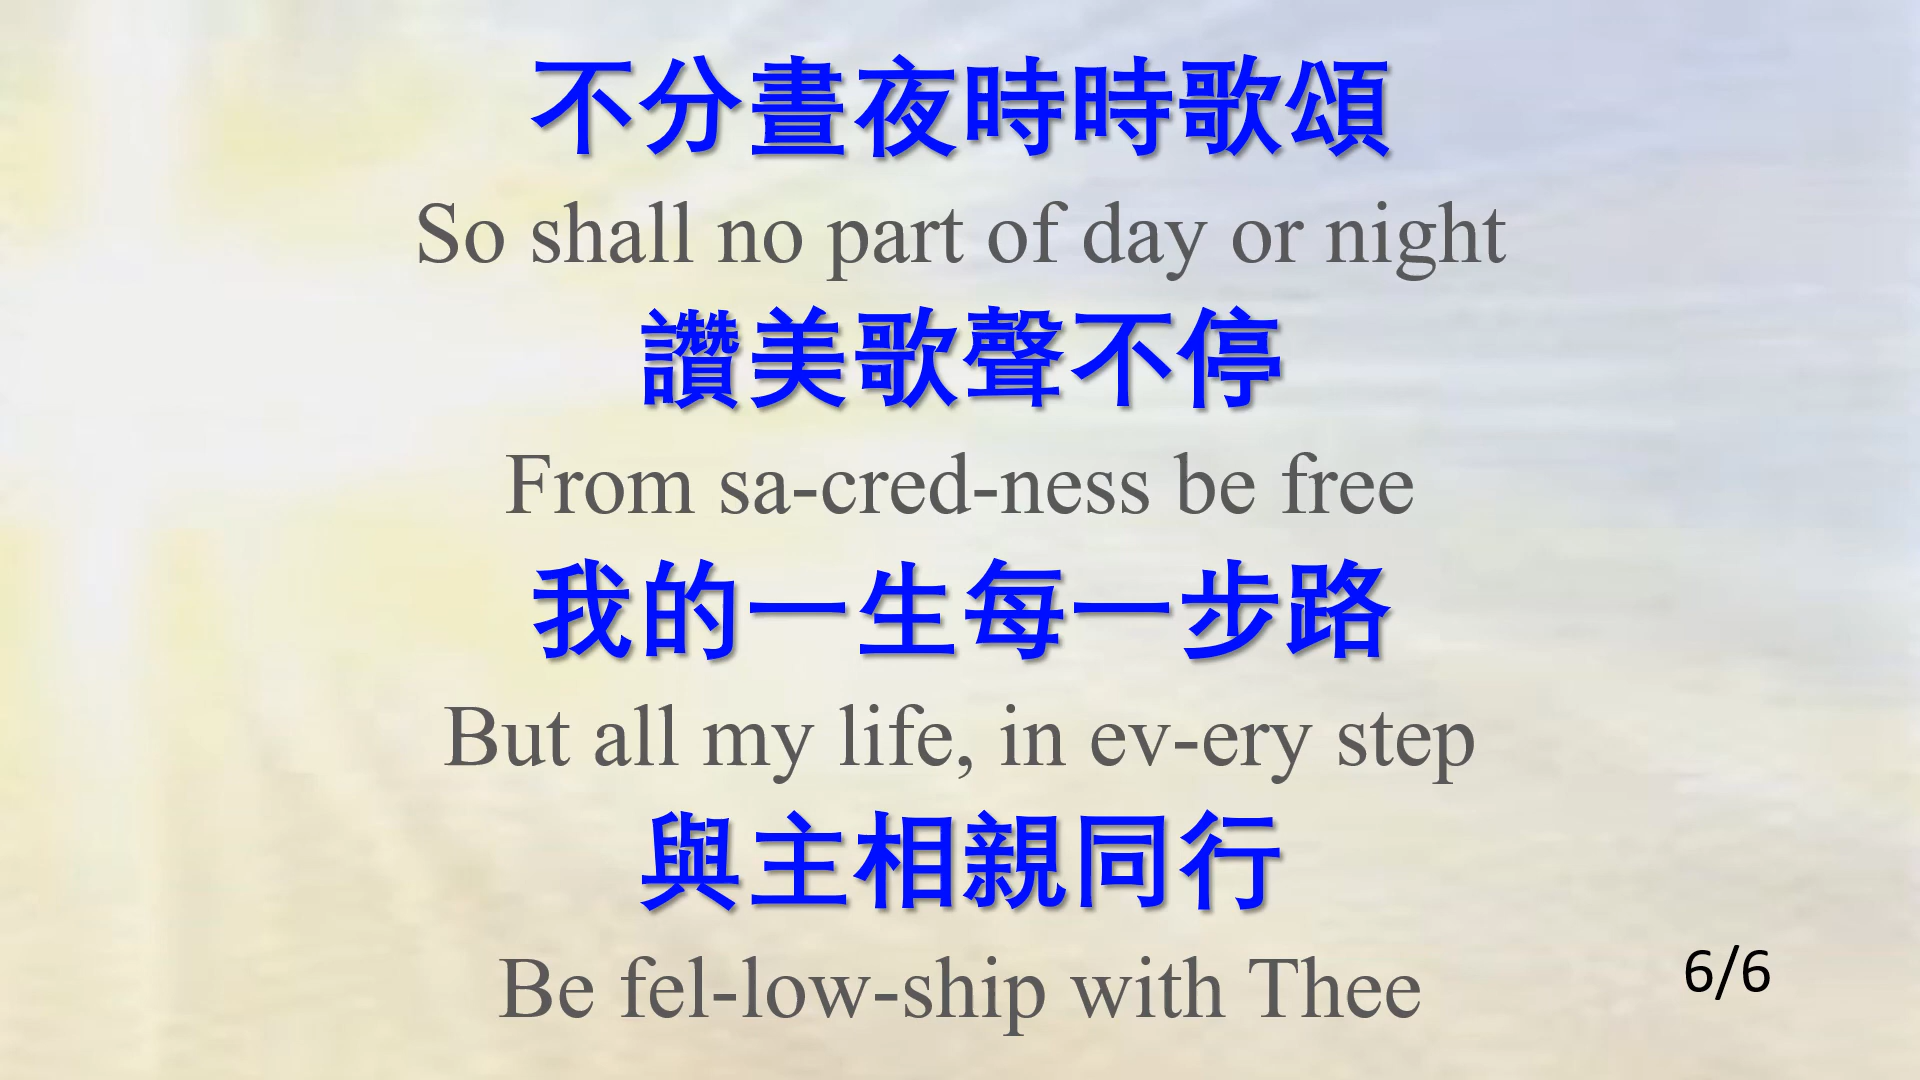 不分晝夜時時歌頌
So shall no part of day or night
讚美歌聲不停
From sa-cred-ness be free
我的一生每一步路
But all my life, in ev-ery step
與主相親同行
Be fel-low-ship with Thee
6/6